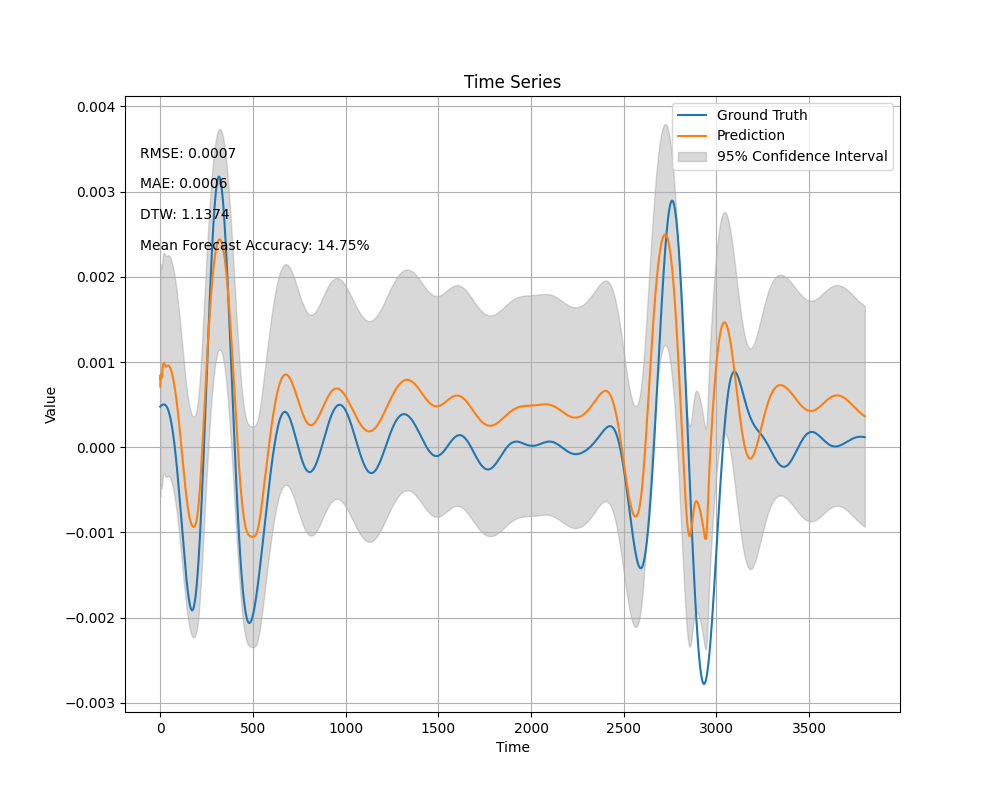 Time Series
0.004
0.003
0.002
0.001
0.000
−0.001
−0.002
−0.003
Value
RMSE: 0.0007
MAE: 0.0006
DTW: 1.1374
Mean Forecast Accuracy: 14.75%
Ground Truth
Prediction
95% Confidence Interval
0 500 1000 1500 2000 2500 3000 3500
Time